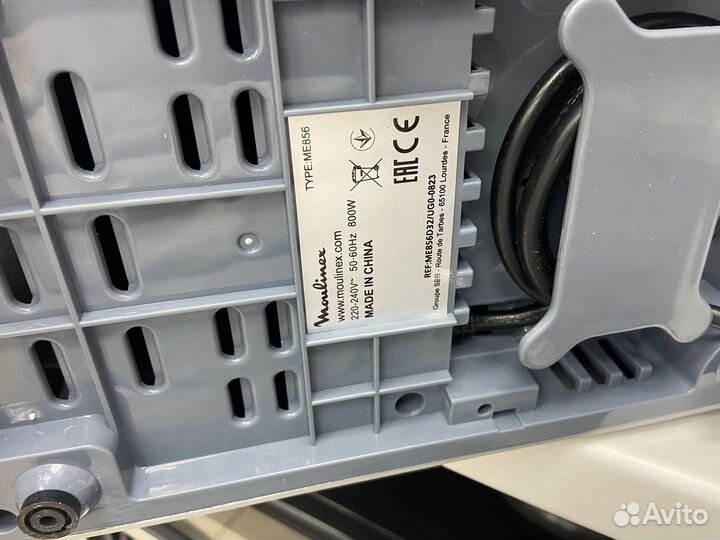 TYPE:ME856
Moulinex
www.moulinex.com
220-240V~ 50-60Hz 800W
MADE IN CHINA
EAC CE
REF:ME856D32/UG0-0823
Groupe SEB - Route de Tarbes - 65100 Lourdes - France
Avito